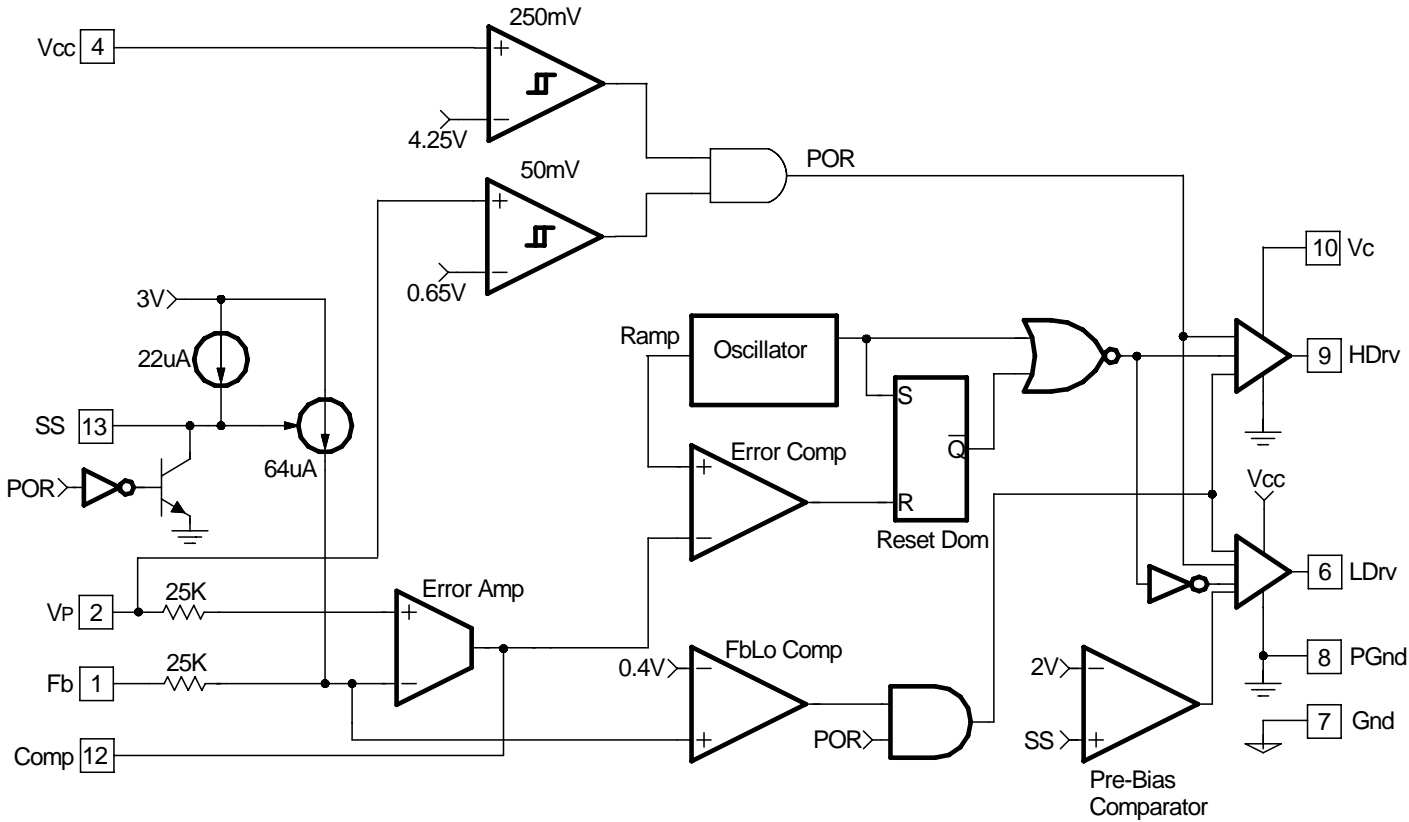 250mV
Vcc 4
+
−
4.25V
POR
50mV
+
−
0.65V
10 Vc
3V
Ramp
Oscillator
22uA
9 HDrv
S
SS 13
Q
Error Comp
+
64uA
Vcc
POR
R
−
Reset Dom
6 LDrv
25K
Error Amp
VP 2
+
FbLo Comp
25K
0.4V
−
2V
−
8 PGnd
Fb 1
−
7 Gnd
+
POR
SS
+
Comp 12
Pre-Bias
Comparator